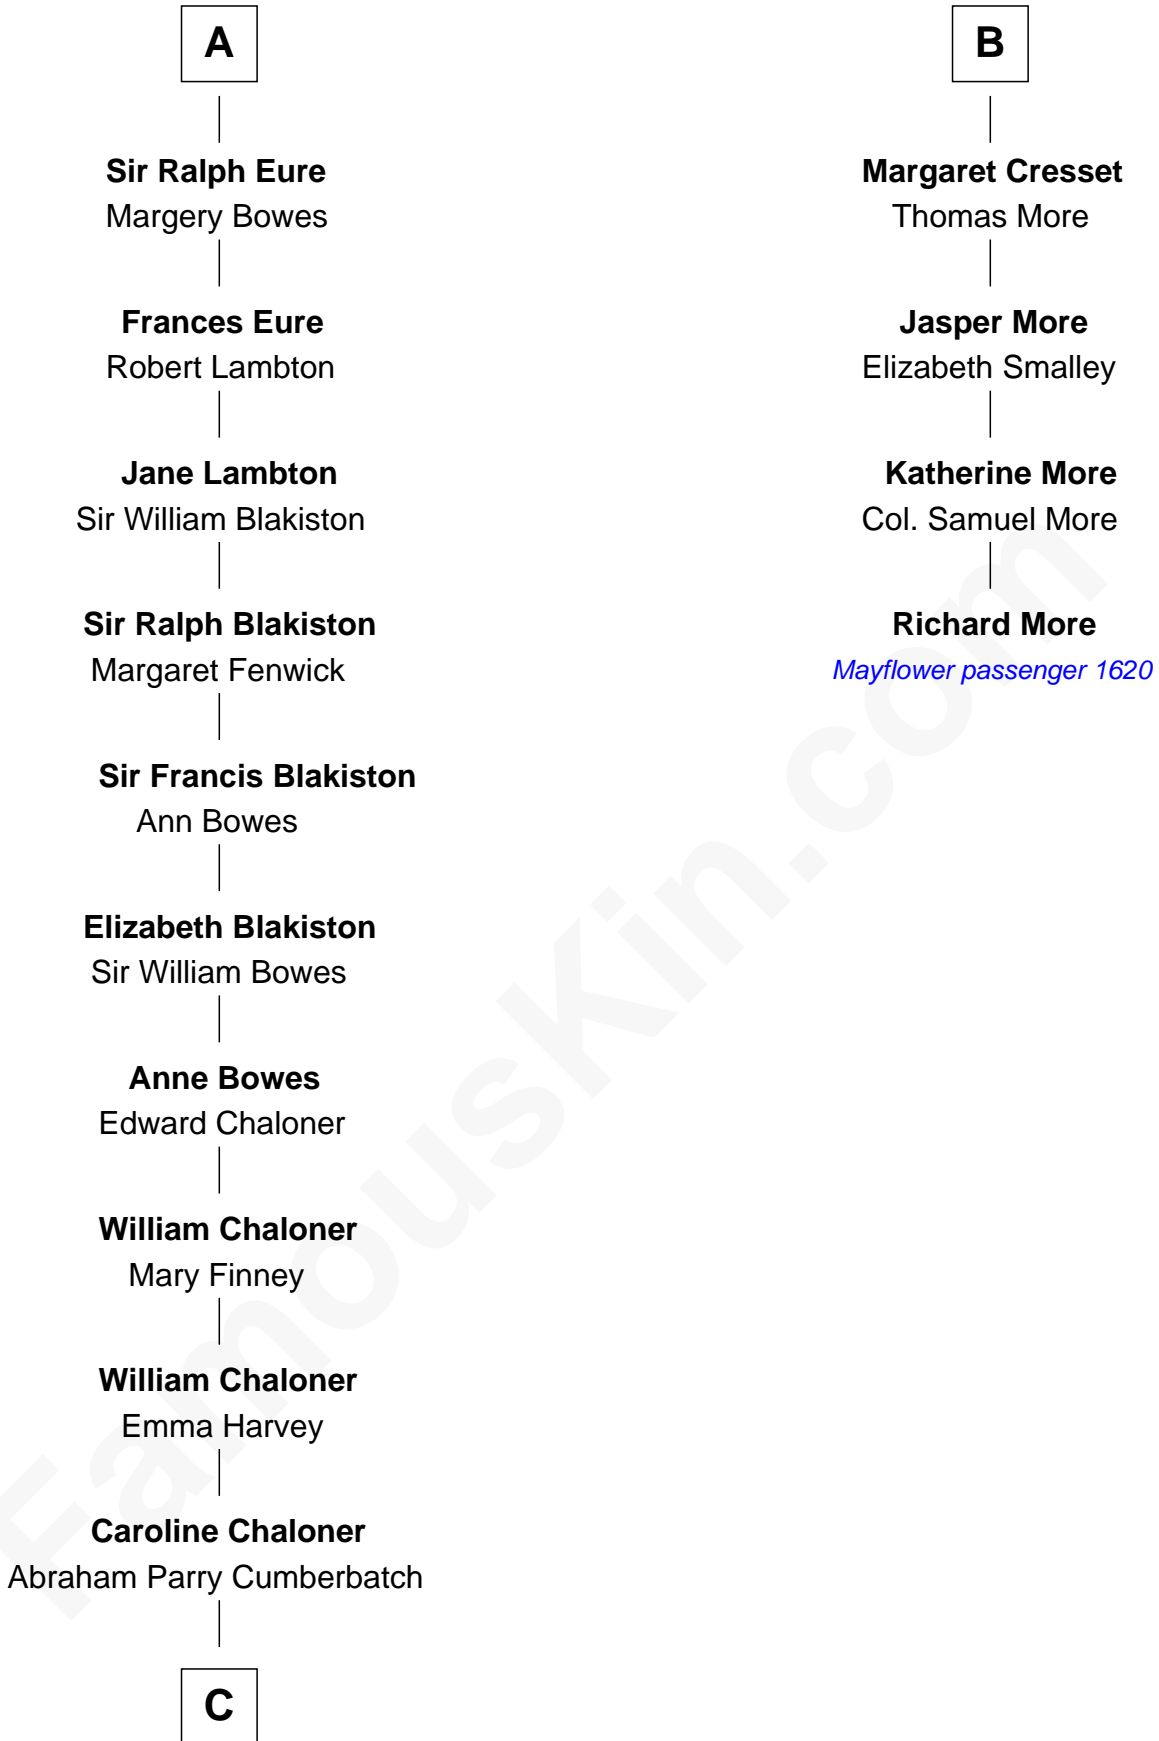 A
Sir Ralph Eure
Margery Bowes
Frances Eure
Robert Lambton
Jane Lambton
Sir William Blakiston
Sir Ralph Blakiston
Margaret Fenwick
Sir Francis Blakiston
Ann Bowes
Elizabeth Blakiston
Sir William Bowes
Anne Bowes
Edward Chaloner
William Chaloner
Mary Finney
William Chaloner
Emma Harvey
Caroline Chaloner
Abraham Parry Cumberbatch
C
B
Margaret Cresset
Thomas More
Jasper More
Elizabeth Smalley
Katherine More
Col. Samuel More
Richard More
Mayflower passenger 1620
FamousKin.com